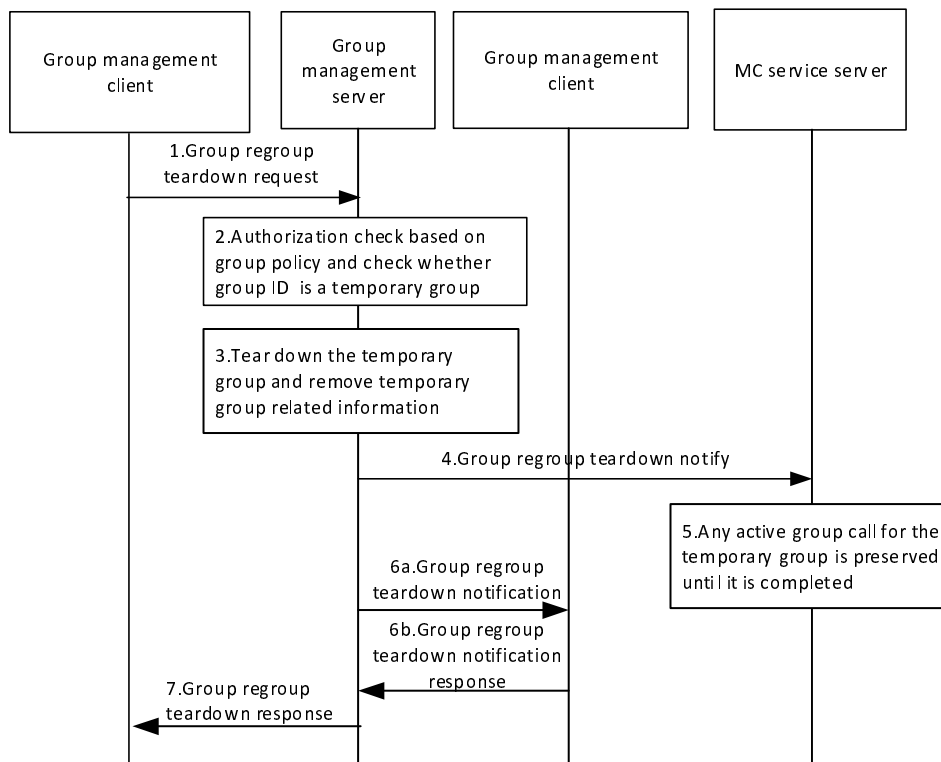 Group management
client
Group
management
server
Group management
client
MC service server
1.Group regroup
teardown request
2.Authorization check based on
group policy and check whether
group ID is a temporary group
3.Tear down the temporary
group and remove temporary
group related information
4.Group regroup teardown notify
5.Any active group call for the
temporary group is preserved
until it is completed
6a.Group regroup
teardown notification
6b.Group regroup
teardown notification
response
7.Group regroup
teardown response